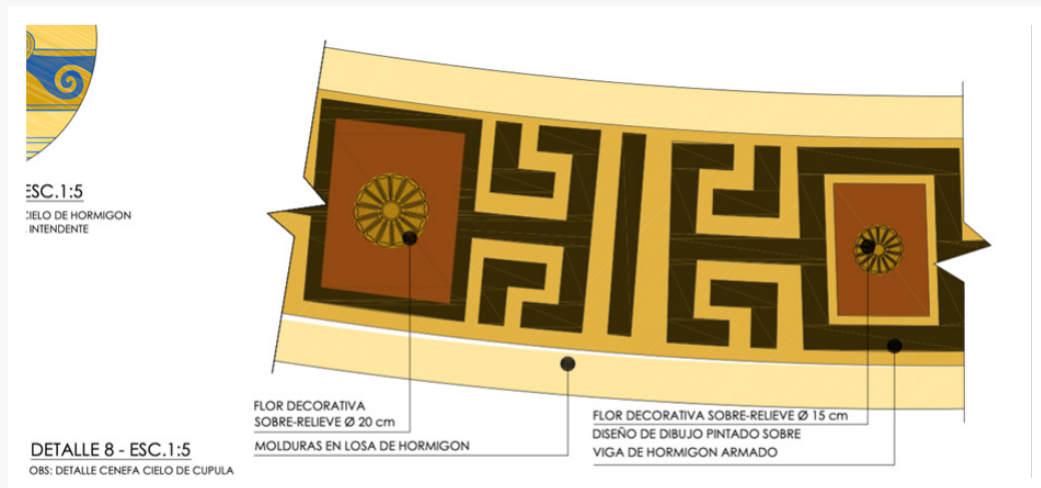 ESC.1:5
CIELO DE HORMIGON
INTENDENTE
FLOR DECORATIVA
SOBRE-RELIEVE Ø 20 cm
MOLDURAS EN LOSA DE HORMIGON
FLOR DECORATIVA SOBRE-RELIEVE Ø 15 cm
DISEÑO DE DIBUJO PINTADO SOBRE
VIGA DE HORMIGON ARMADO
DETALLE 8 - ESC.1:5
OBS: DETALLE CENEFA CIELO DE CUPULA